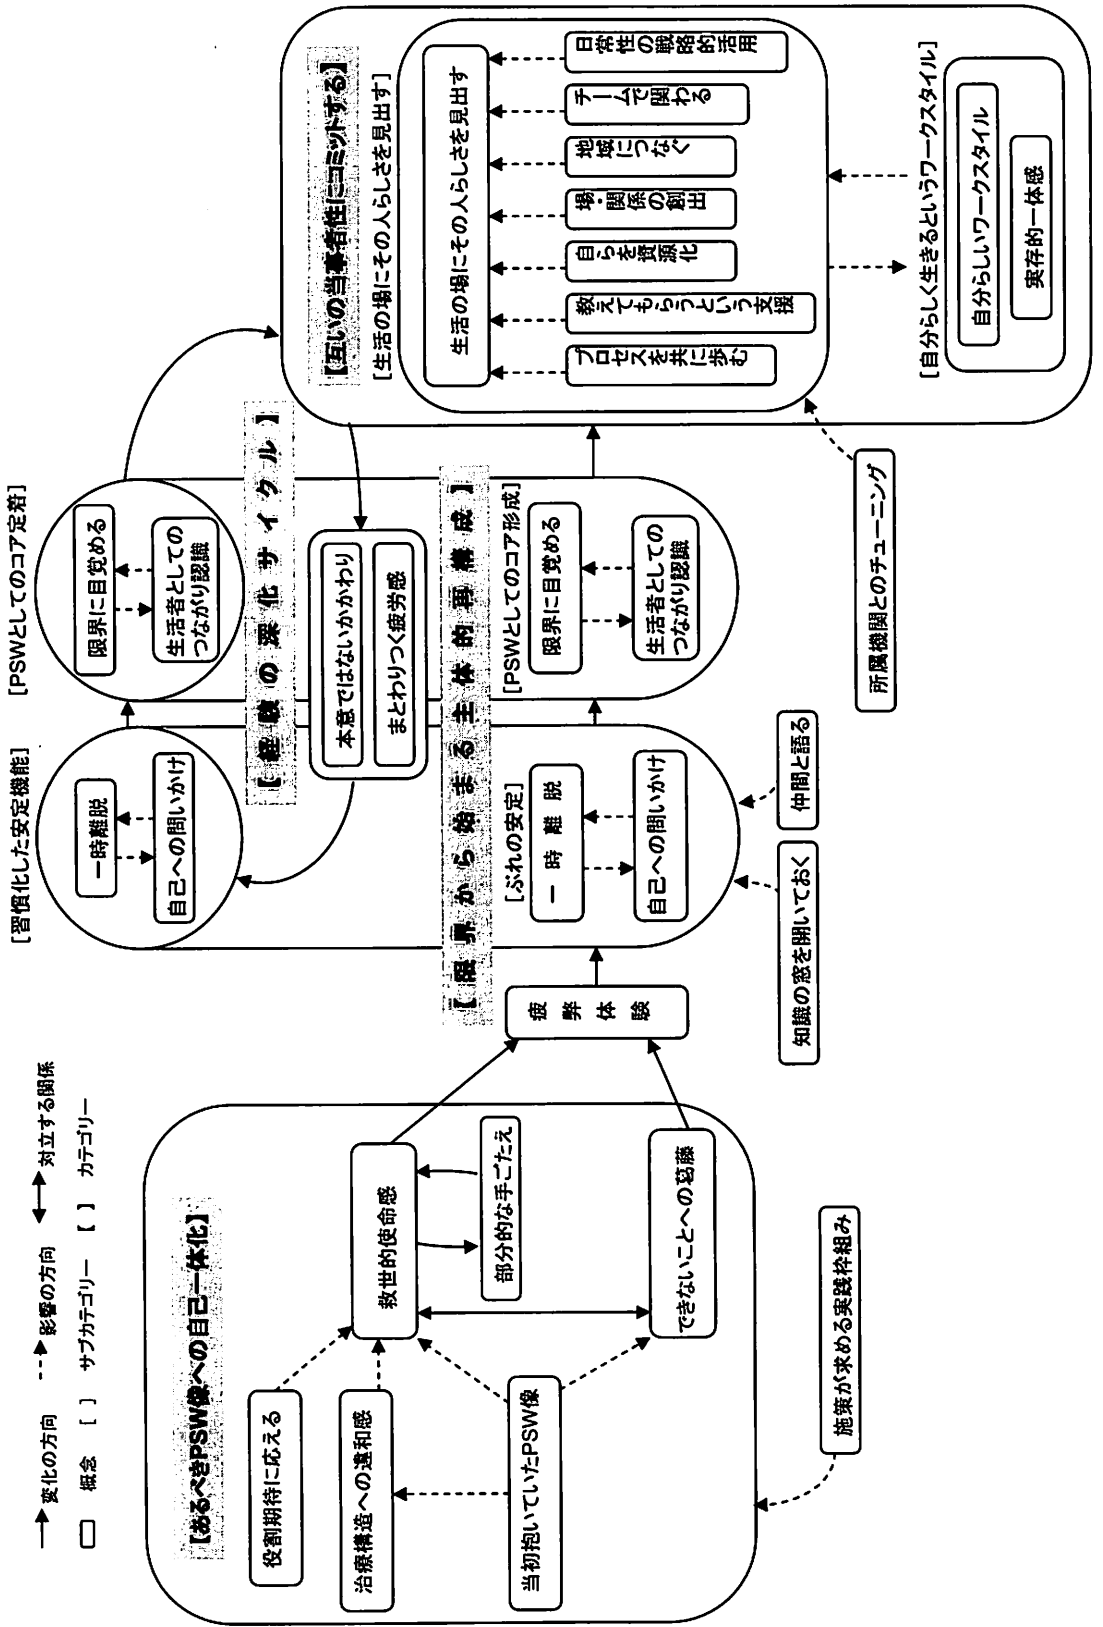 → 変化の方向 ⇢ 影響の方向 ↔ 対立する関係
▭ 概念 [ ] サブカテゴリー 【 】 カテゴリー
【あるべきPSW像への自己一体化】
役割期待に応える
治療構造への違和感
当初抱いていたPSW像
救世的使命感
部分的な手ごたえ
できないことへの葛藤
施策が求める実践枠組み
疲弊体験
【限界から始まる主体的再構成】
[ぶれの安定]
一時離脱
自己への問いかけ
知識の窓を開いておく
仲間と語る
[PSWとしてのコア形成]
限界に目覚める
生活者としての
つながり認識
所属機関とのチューニング
【経験の深化サイクル】
[習慣化した安定機能]
一時離脱
自己への問いかけ
[PSWとしてのコア定着]
限界に目覚める
生活者としての
つながり認識
本意ではないかかわり
まとわりつく疲労感
【互いの当事者性にコミットする】
[生活の場にその人らしさを見出す]
生活の場にその人らしさを見出す
プロセスを共に歩む
教えてもらうという支援
自らを資源化
場・関係の創出
地域につなぐ
チームで関わる
日常性の戦略的活用
[自分らしく生きるというワークスタイル]
自分らしいワークスタイル
実存的一体感